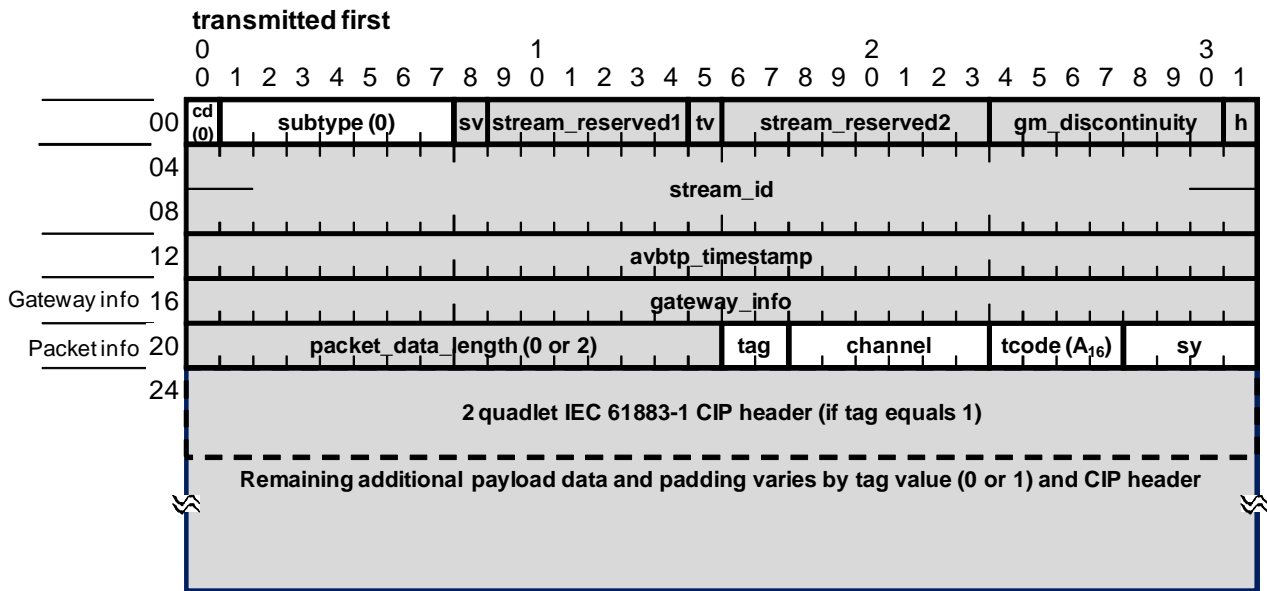 transmitted first
0 1 2 3
0 1 2 3 4 5 6 7 8 9 0 1 2 3 4 5 6 7 8 9 0 1 2 3 4 5 6 7 8 9 0 1
00 cd (0) subtype (0) sv stream_reserved1 tv stream_reserved2 gm_discontinuity h
04
stream_id
08
12 avbtp_timestamp
Gateway info 16 gateway_info
Packet info 20 packet_data_length (0 or 2) tag channel tcode (A₁₆) sy
24
2 quadlet IEC 61883-1 CIP header (if tag equals 1)
Remaining additional payload data and padding varies by tag value (0 or 1) and CIP header